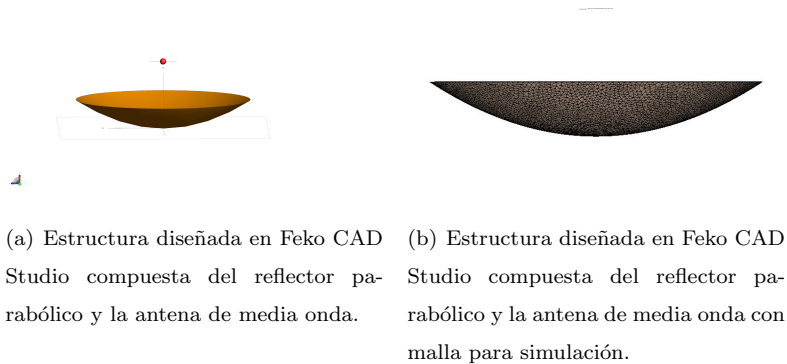 (a) Estructura diseñada en Feko CAD
Studio compuesta del reflector pa-
rabólico y la antena de media onda.
(b) Estructura diseñada en Feko CAD
Studio compuesta del reflector pa-
rabólico y la antena de media onda con
malla para simulación.